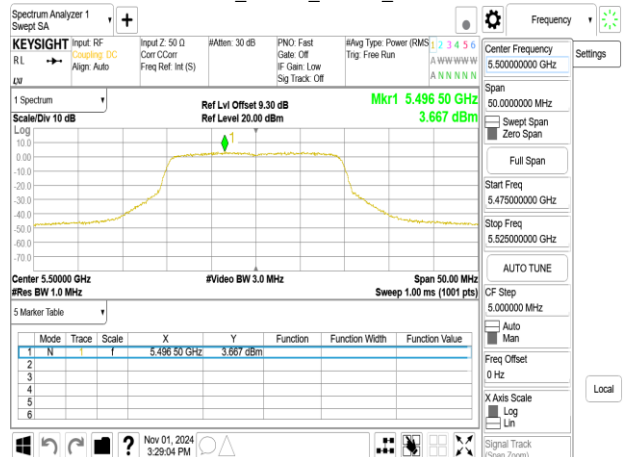 Spectrum Analyzer 1
Swept SA
+
Frequency
KEYSIGHT
Input: RF
Coupling: DC
Align: Auto
Input Z: 50 Ω
Corr CCorr
Freq Ref: Int (S)
#Atten: 30 dB
PNO: Fast
Gate: Off
IF Gain: Low
Sig Track: Off
#Avg Type: Power (RMS
Trig: Free Run
1 2 3 4 5 6
A W W W W W
A N N N N N
RL
LXI
Center Frequency
5.500000000 GHz
Settings
Span
50.0000000 MHz
Swept Span
Zero Span
Full Span
Start Freq
5.475000000 GHz
Stop Freq
5.525000000 GHz
AUTO TUNE
CF Step
5.000000 MHz
Auto
Man
Freq Offset
0 Hz
X Axis Scale
Log
Lin
Signal Track
(Span Zoom)
Local
1 Spectrum
Scale/Div 10 dB
Ref Lvl Offset 9.30 dB
Ref Level 20.00 dBm
Mkr1 5.496 50 GHz
3.667 dBm
Log
10.0
0.00
-10.0
-20.0
-30.0
-40.0
-50.0
-60.0
-70.0
1
Center 5.50000 GHz
#Res BW 1.0 MHz
#Video BW 3.0 MHz
Span 50.00 MHz
Sweep 1.00 ms (1001 pts)
5 Marker Table
Mode Trace Scale X Y Function Function Width Function Value
1 N 1 f 5.496 50 GHz 3.667 dBm
2
3
4
5
6
?
Nov 01, 2024
3:29:04 PM